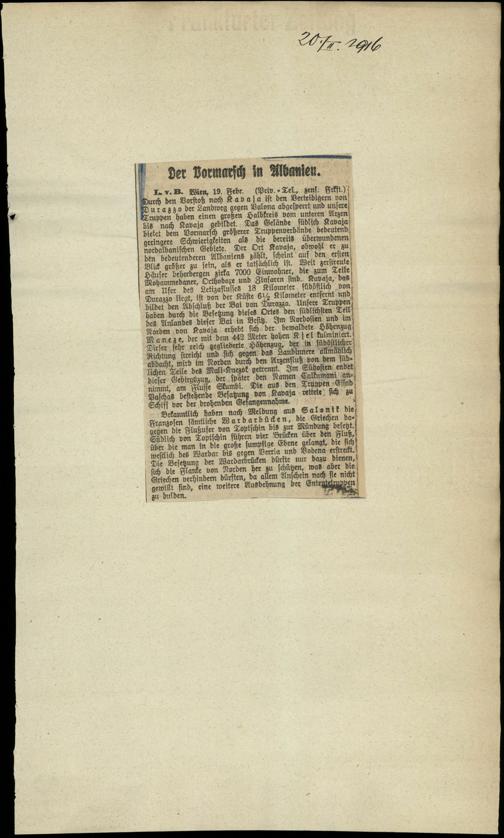 Frankfurter Zeitung
20./II. 1916
Der Vormarsch in Albanien.
L. v. B. Wien, 19. Febr. (Priv.-Tel., zens. Frkft.)
Durch den Vorstoß nach Kavaja ist den Verteidigern von
Durazzo der Landweg gegen Valona abgesperrt und unsere
Truppen haben einen großen Halbkreis vom unteren Arzen
bis nach Kavaja gebildet. Das Gelände südlich Kavaja
bietet dem Vormarsch größerer Truppenverbände bedeutend
geringere Schwierigkeiten als die bereits überwundenen
nordalbanischen Gebiete. Der Ort Kavaja, obwohl er zu
den bedeutenderen Albaniens zählt, scheint auf den ersten
Blick größer zu sein, als er tatsächlich ist. Weit zerstreute
Häuser beherbergen zirka 7000 Einwohner, die zum Teile
Mohammedaner, Orthodoxe und Zinzaren sind. Kavaja, das
am Ufer des Letizaflusses 18 Kilometer südöstlich von
Durazzo liegt, ist von der Küste 6½ Kilometer entfernt und
bildet den Abschluß der Bai von Durazzo. Unsere Truppen
haben durch die Besetzung dieses Ortes den südlichsten Teil
des Anlandes dieser Bai in Besitz. Im Nordosten und im
Norden von Kavaja erhebt sich der bewaldete Höhenzug
Maneze, der mit dem 442 Meter hohen Kjel kulminiert.
Dieser sehr reich gegliederte Höhenzug, der in südöstlicher
Richtung streicht und sich gegen das Landinnere allmählich
abdacht, wird im Norden durch den Arzenfluß von dem süd-
lichen Teile des Mali-Knezok getrennt. Im Südosten endet
dieser Gebirgszug, der später den Namen an-
nimmt, am Flusse Skumbi. Die aus den Truppen Essad
Paschas bestehende Besatzung von Kavaja rettete sich zu
Schiff vor der drohenden Gefangennahme.
Bekanntlich haben nach Meldung aus Salonik die
Franzosen sämtliche Wardarbrücken, die Griechen da-
gegen die Flußufer von Topschin bis zur Mündung besetzt.
Südlich von Topschin führen vier Brücken über den Fluß,
über die man in die große sumpfige Ebene gelangt, die sich
westlich des Wardar bis gegen Verria und Vodena erstreckt.
Die Besetzung der Wardarbrücken dürfte nur dazu dienen,
sich die Flanke von Norden her zu schützen, was aber die
Griechen verhindern dürften, da allem Anschein nach sie nicht
gewillt sind, eine weitere Ausdehnung der Ententetruppen
zu dulden.